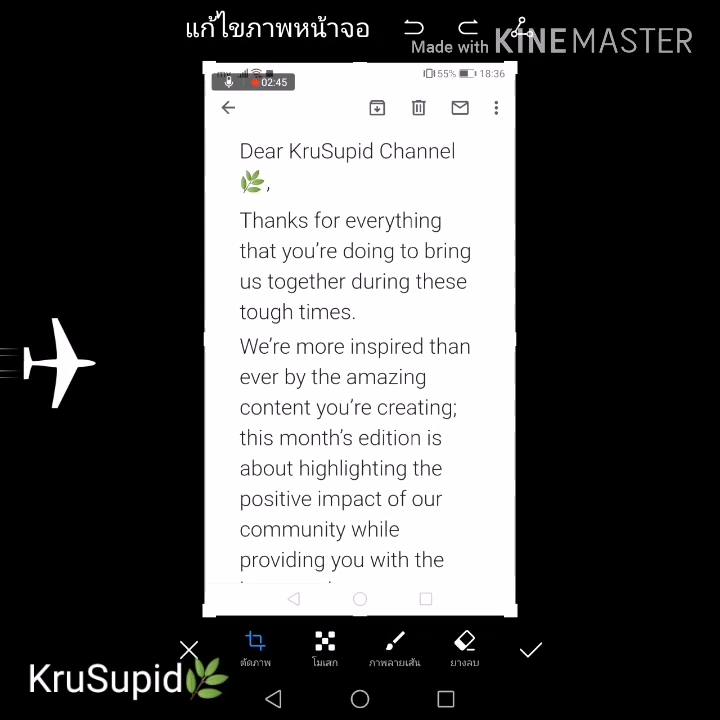 แก้ไขภาพหน้าจอ
Made with KINEMASTER
02:45
55% 18:36
Dear KruSupid Channel
🌿,
Thanks for everything
that you're doing to bring
us together during these
tough times.
We're more inspired than
ever by the amazing
content you're creating;
this month's edition is
about highlighting the
positive impact of our
community while
providing you with the
ตัดภาพ โมเสก ภาพลายเส้น ยางลบ
KruSupid🌿